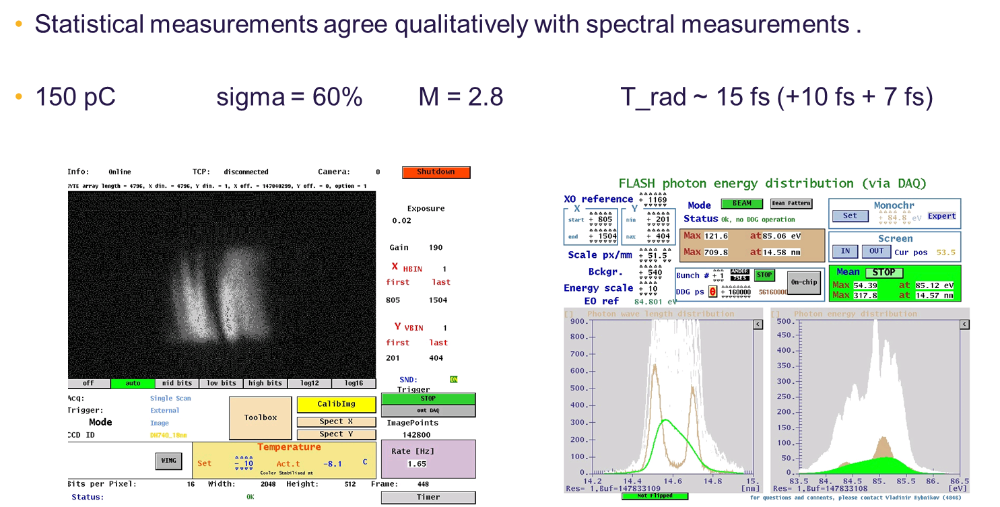 • Statistical measurements agree qualitatively with spectral measurements .
• 150 pC sigma = 60% M = 2.8 T_rad ~ 15 fs (+10 fs + 7 fs)
Info: Online TCP: disconnected Camera: 0 Shutdown
BYTE array length = 4796, X dim. = 4796, Y dim. = 1, X off. = 147840299, Y off. = 0, option = 1
Exposure
0.02
Gain 190
X HBIN 1
first last
805 1504
Y VBIN 1
first last
201 404
SND: ON
Trigger
off auto mid bits low bits high bits log12 log16
STOP
out DAQ
Acq: Single Scan
Trigger: External
Mode Image
CCD ID DH740_18mm
Toolbox
CalibImg
Spect X
Spect Y
ImagePoints
142800
WING
Temperature
Set - 10 Act.t -8.1 C
Cooler Stabilised at
Rate [Hz]
1.65
Bits per Pixel: 16 Width: 2048 Height: 512 Frame: 448
Status: OK
Timer
FLASH photon energy distribution (via DAQ)
XO reference + 1169
X
start + 805
end + 1504
Y
min + 201
max + 404
Scale px/mm + 51.5
Bckgr. + 540
Energy scale + 10
EO ref 84.801 eV
Mode BEAM Beam Pattern
Status Ok, no DDG operation
Max 121.6 at 85.06 eV
Max 709.8 at 14.58 nm
Bunch # + 1 ANDOR STOP
DDG ps 0 + 160000 56160000
On-chip
Monochr
Set + 84.8 eV Expert
Screen
IN OUT Cur pos 53.5
Mean STOP
Max 54.39 at 85.12 eV
Max 317.8 at 14.57 nm
[] Photon wave length distribution
<
900.
800.
700.
600.
500.
400.
300.
200.
100.
0.
14.2 14.4 14.6 14.8 15.
Res= 1,Buf=147833109 [nm]
Not Flipped
[] Photon energy distribution
<
500.
450.
400.
350.
300.
250.
200.
150.
100.
50.
0.
83.5 84. 84.5 85. 85.5 86. 86.5
Res= 1,Buf=147833108 [eV]
for questions and comments, please contact Vladimir Rybnikov (4846)